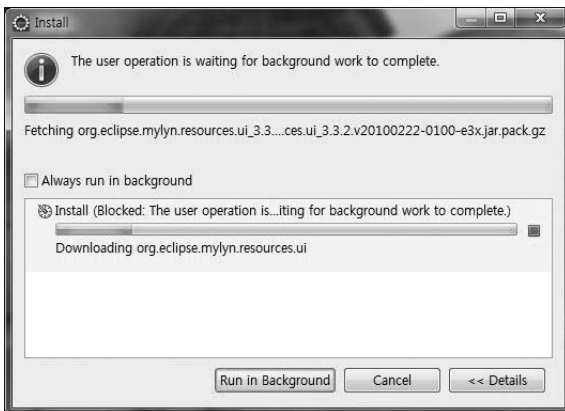 Install
The user operation is waiting for background work to complete.
Fetching org.eclipse.mylyn.resources.ui_3.3....ces.ui_3.3.2.v20100222-0100-e3x.jar.pack.gz
Always run in background
Install (Blocked: The user operation is...iting for background work to complete.)
Downloading org.eclipse.mylyn.resources.ui
Run in Background Cancel << Details